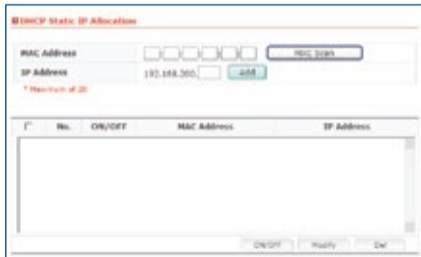 DHCP Static IP Allocation
MAC Address MAC Scan
IP Address 192.168.200. Add
* Maximum of 20
No. ON/OFF MAC Address IP Address
ON/OFF Modify Del